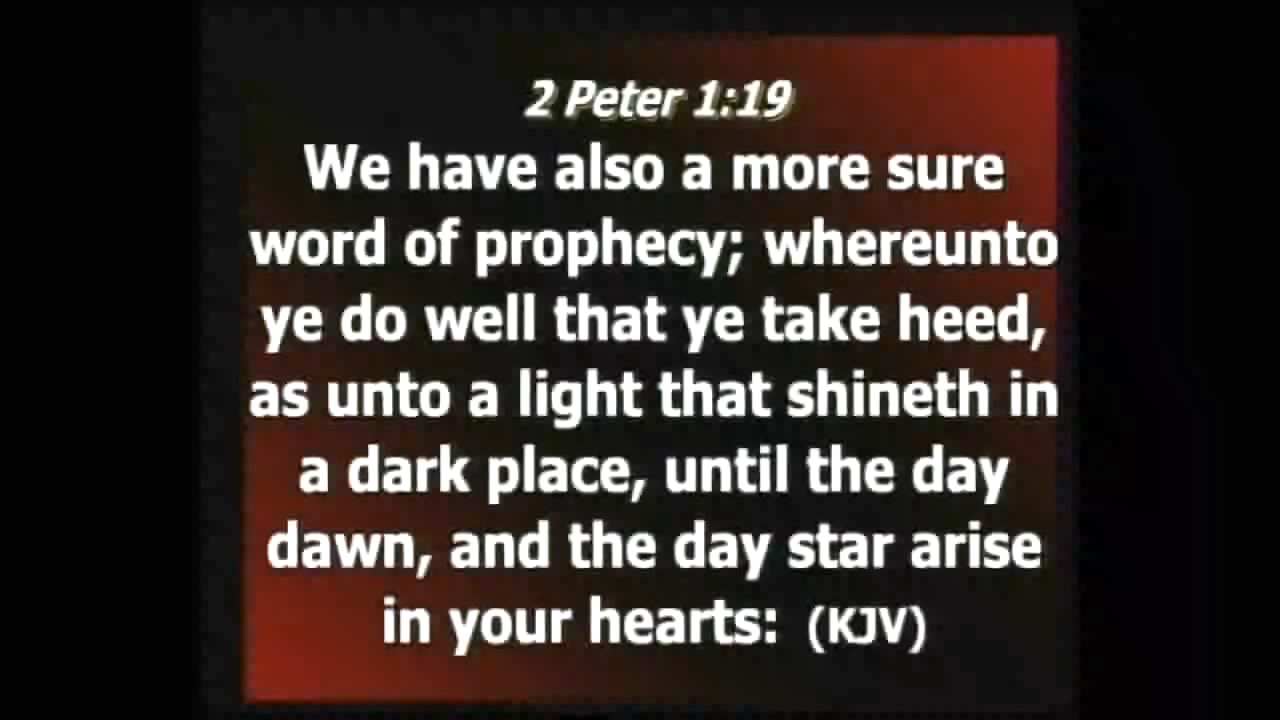 2 Peter 1:19
We have also a more sure
word of prophecy; whereunto
ye do well that ye take heed,
as unto a light that shineth in
a dark place, until the day
dawn, and the day star arise
in your hearts: (KJV)